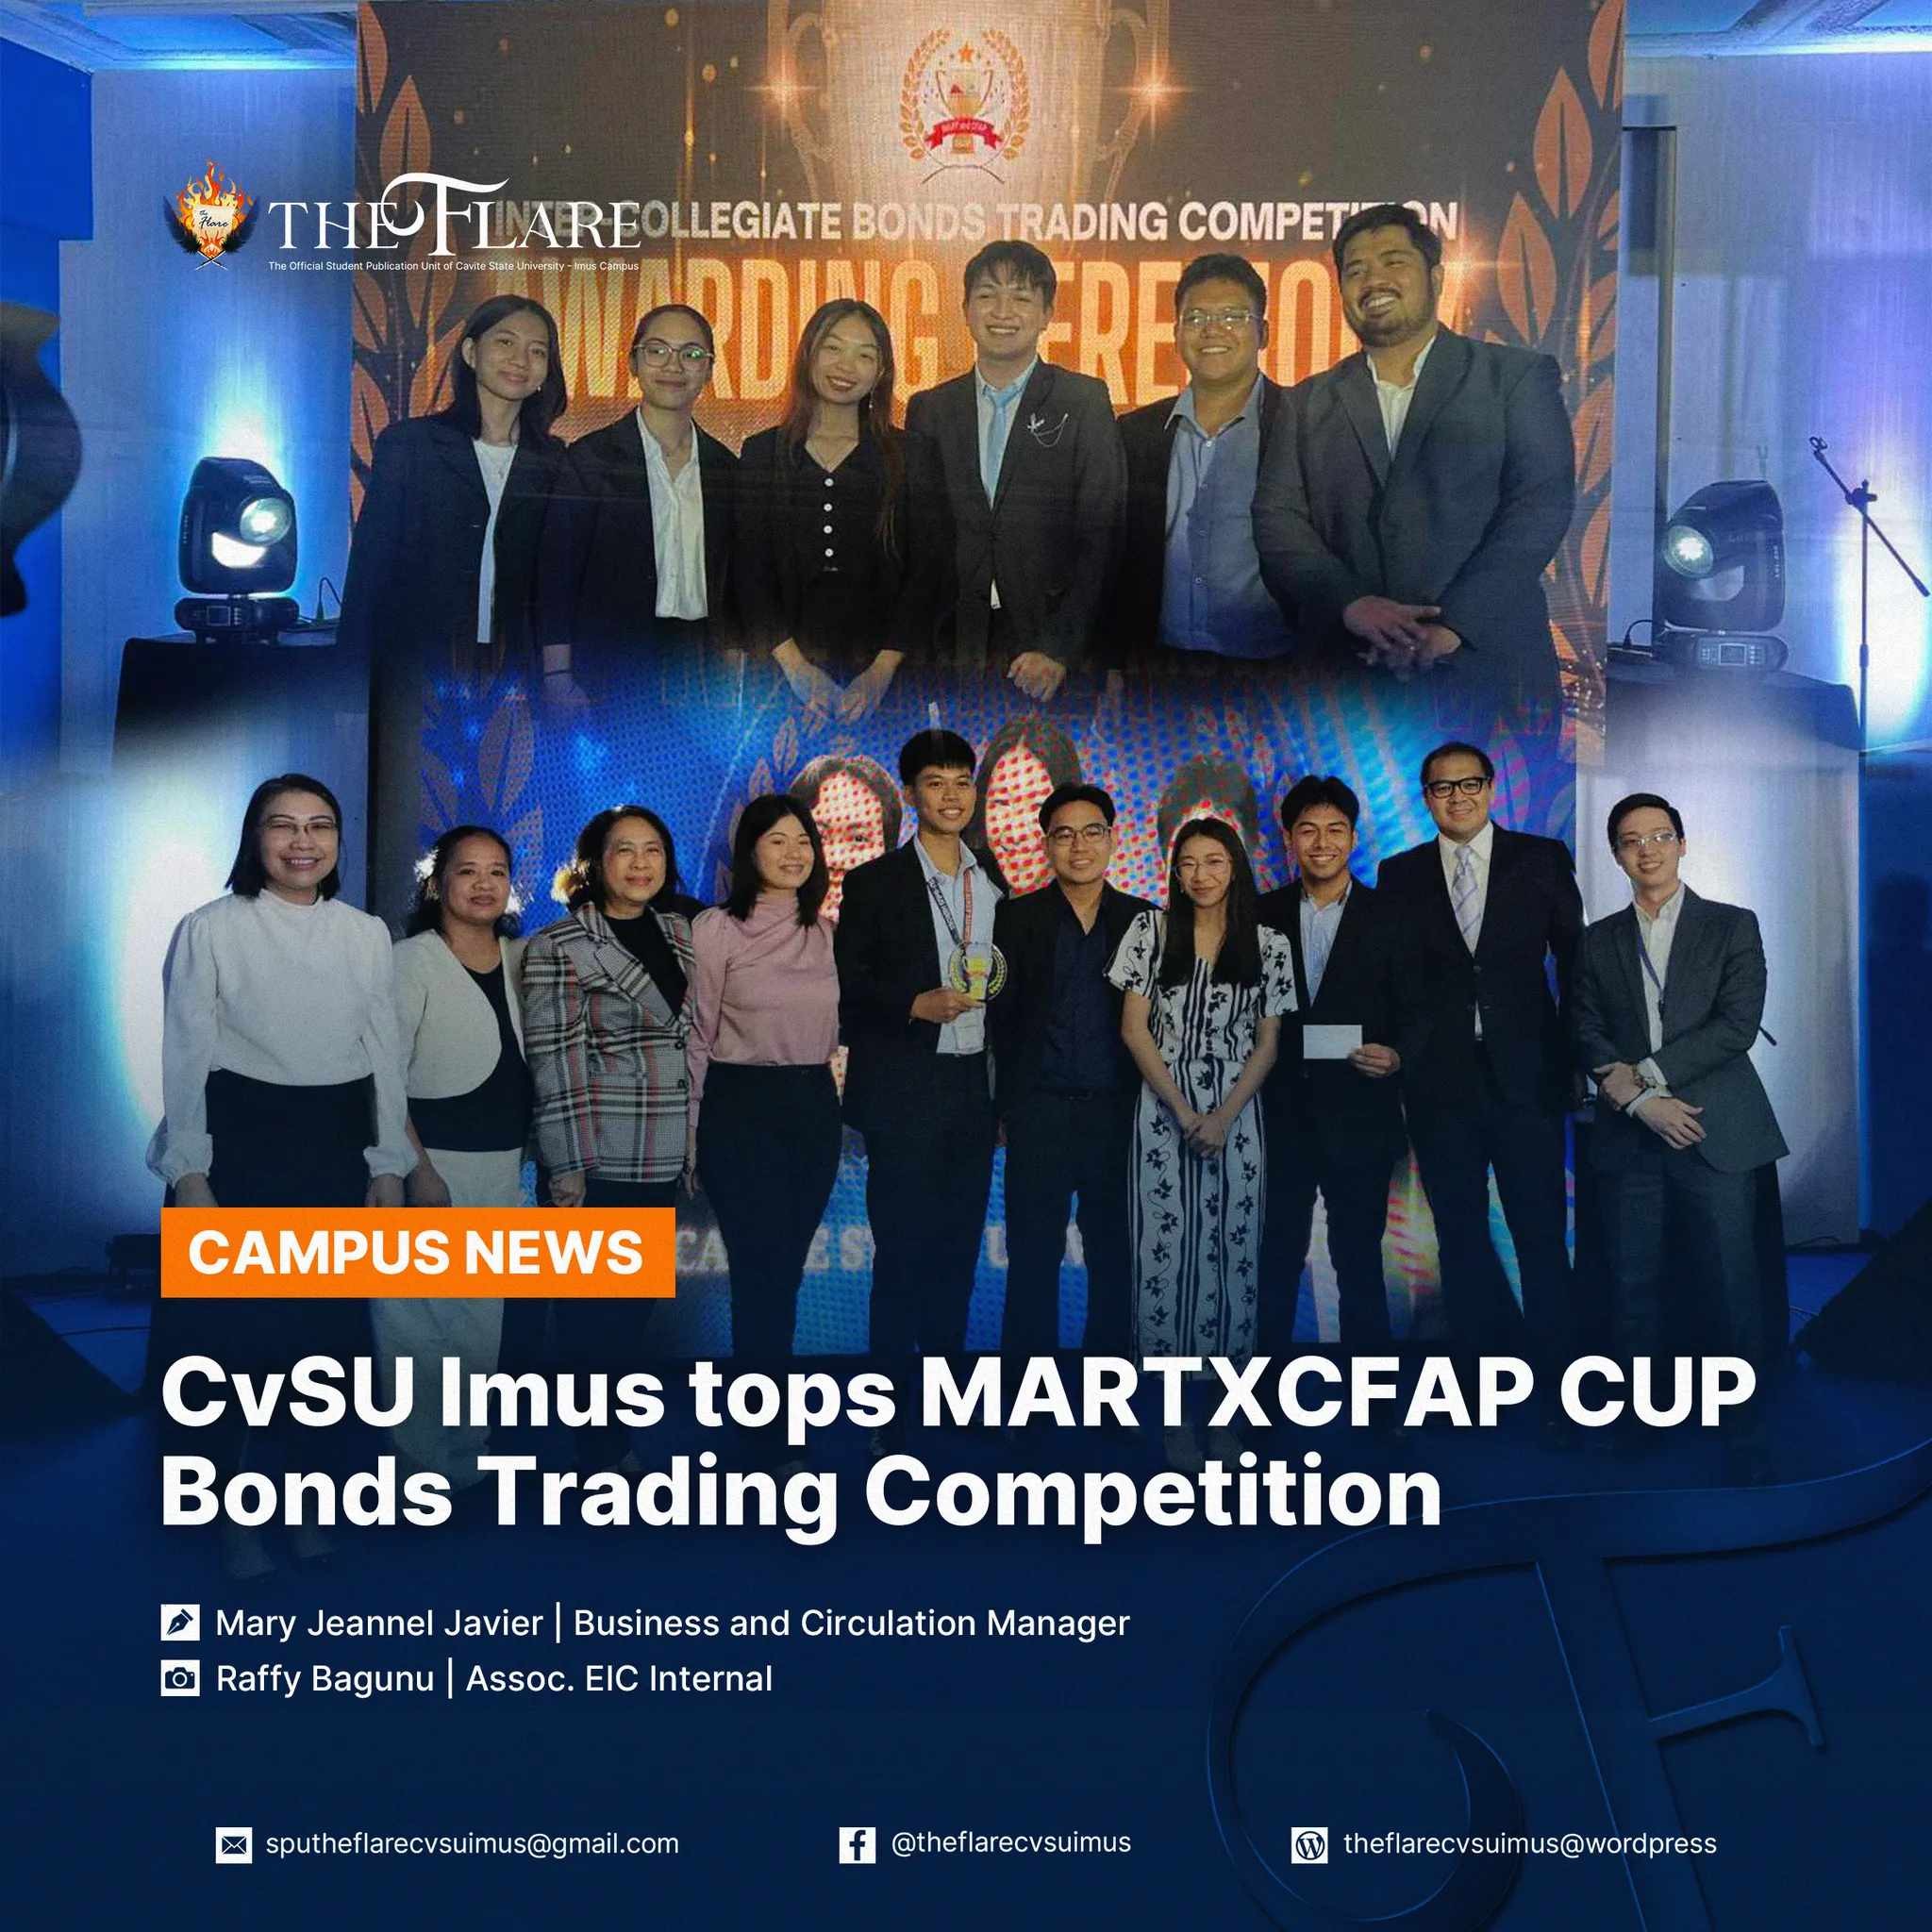 THE FLARE
The Official Student Publication Unit of Cavite State University - Imus Campus
COLLEGIATE BONDS TRADING COMPETITION
AWARDING CEREMONY
CAMPUS NEWS
CvSU Imus tops MARTXCFAP CUP
Bonds Trading Competition
Mary Jeannel Javier | Business and Circulation Manager
Raffy Bagunu | Assoc. EIC Internal
sputheflarecvsuimus@gmail.com
@theflarecvsuimus
theflarecvsuimus@wordpress